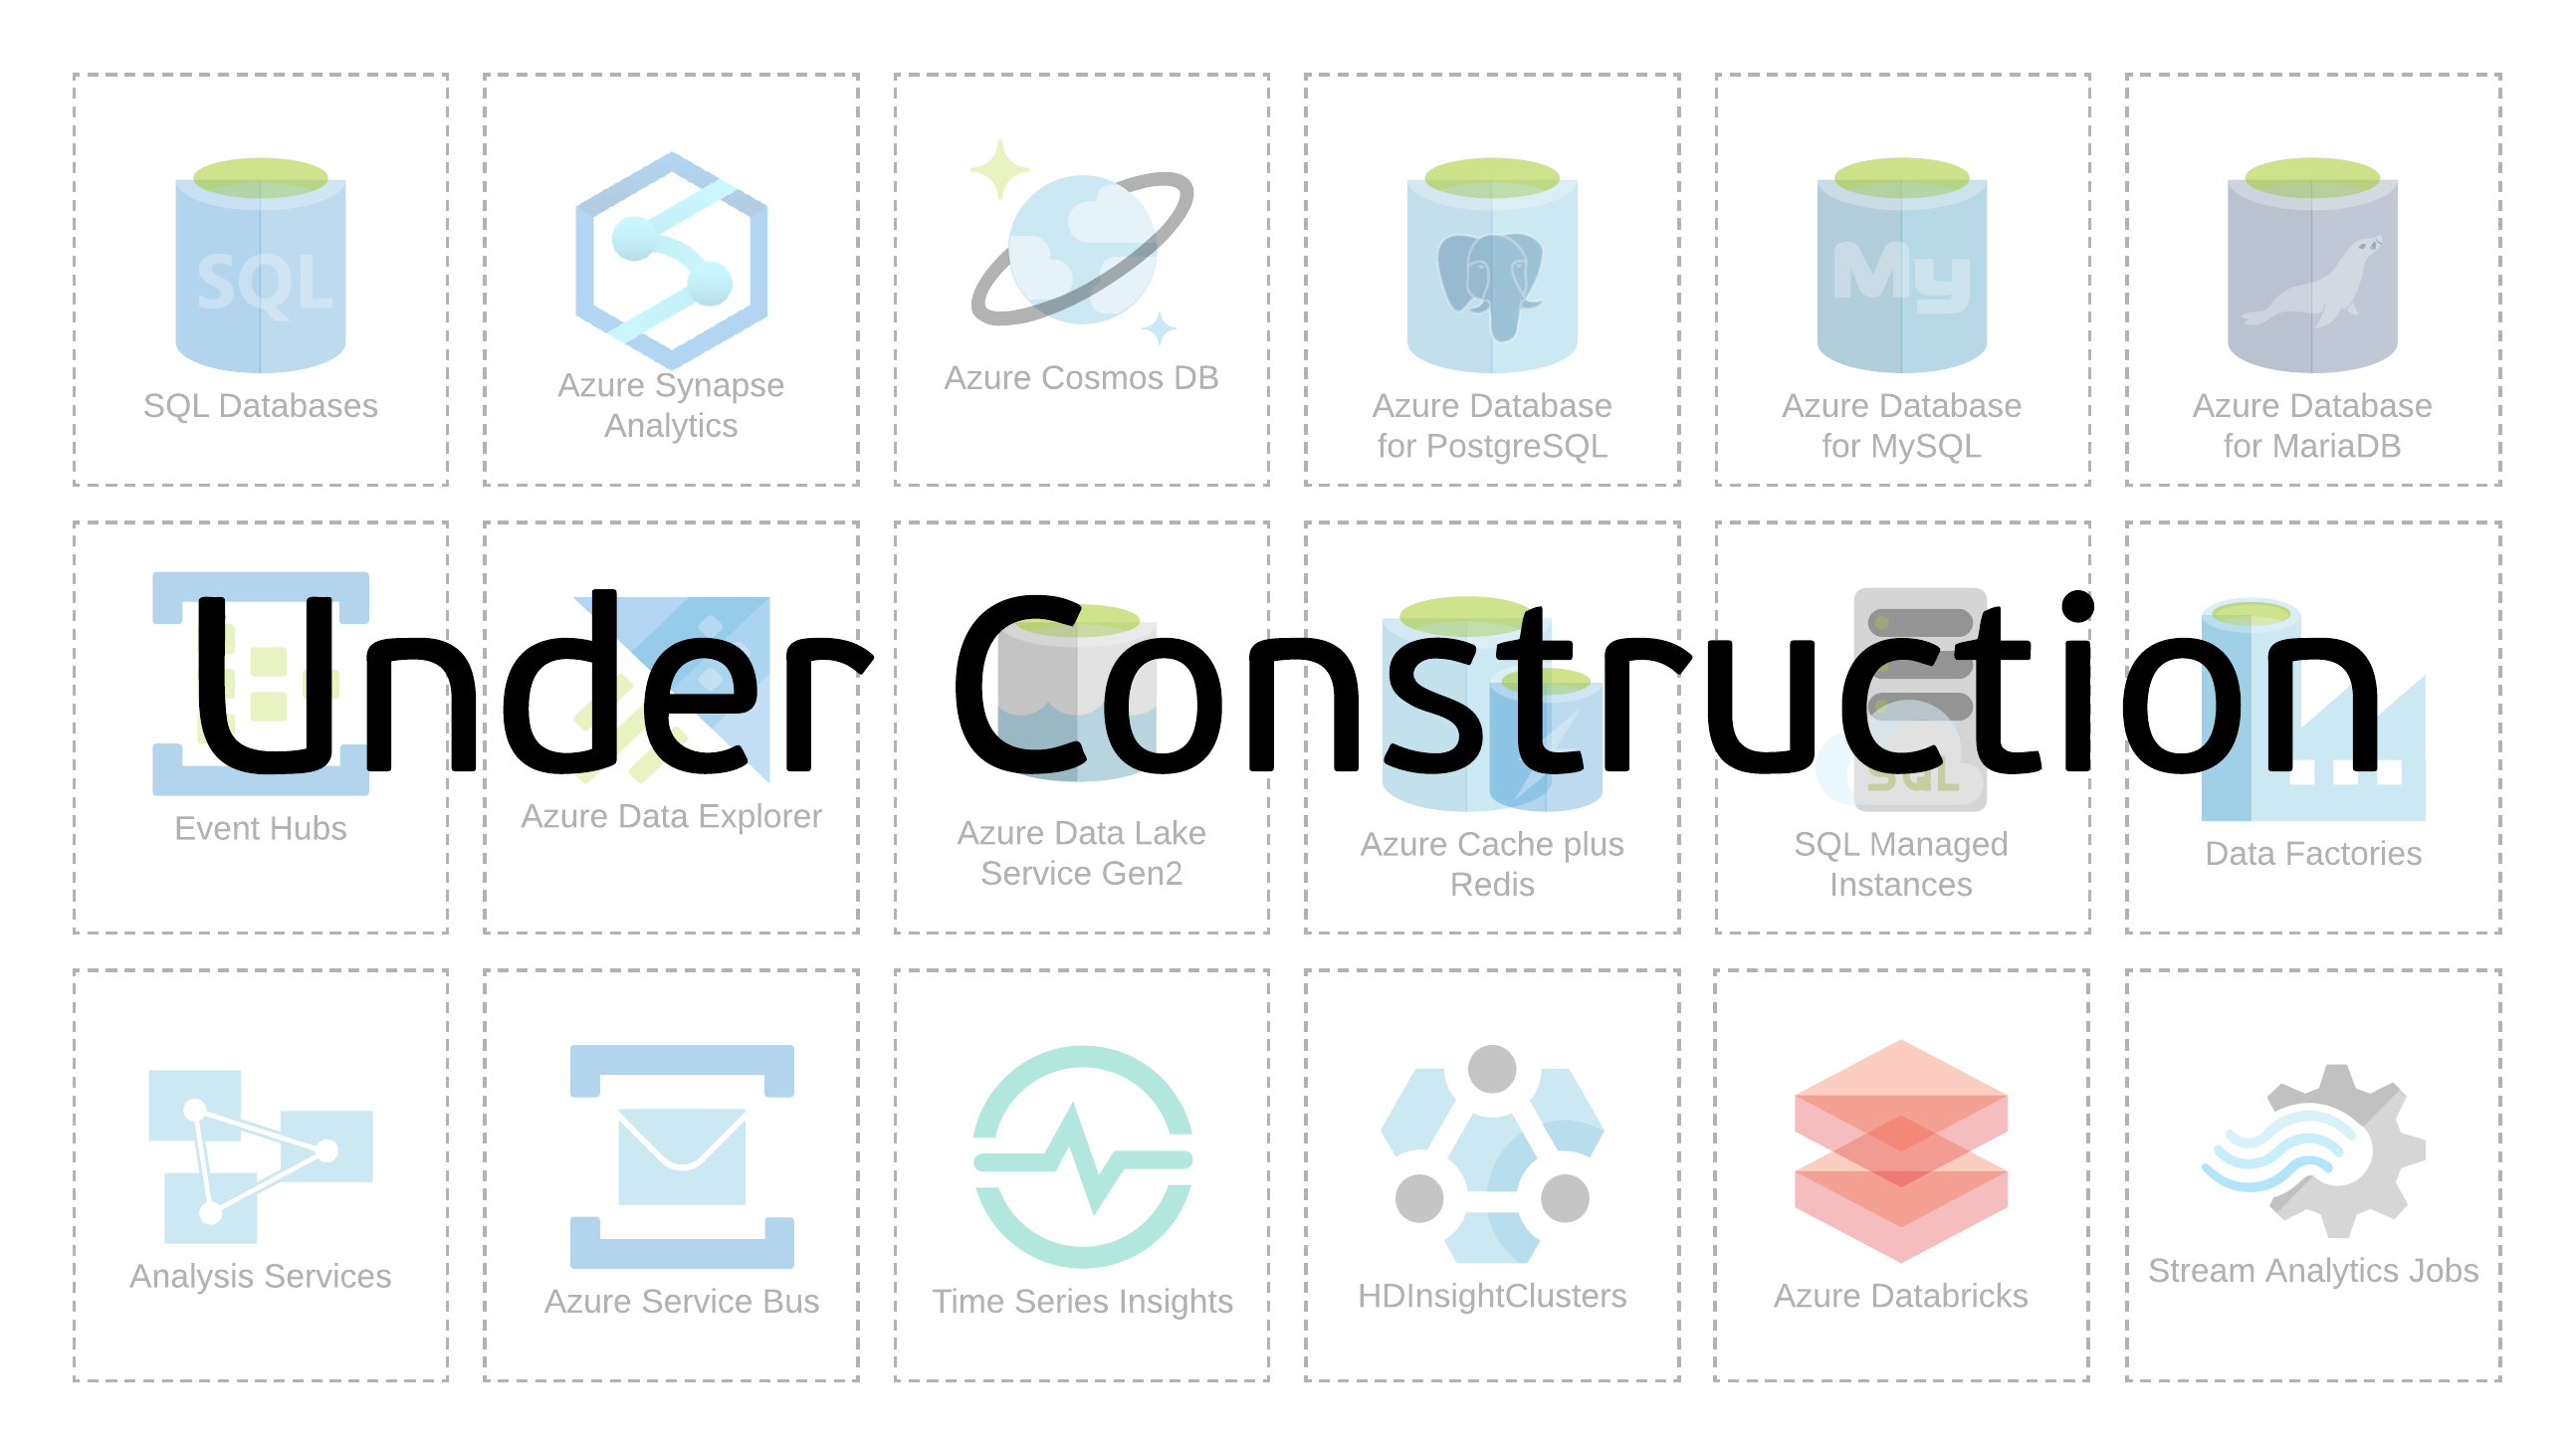 SQL
SQL Databases
Azure Synapse
Analytics
Azure Cosmos DB
Azure Database
for PostgreSQL
My
Azure Database
for MySQL
Azure Database
for MariaDB
Under Construction
Event Hubs
Azure Data Explorer
Azure Data Lake
Service Gen2
Azure Cache plus
Redis
SQL
SQL Managed
Instances
Data Factories
Analysis Services
Azure Service Bus
Time Series Insights
HDInsightClusters
Azure Databricks
Stream Analytics Jobs